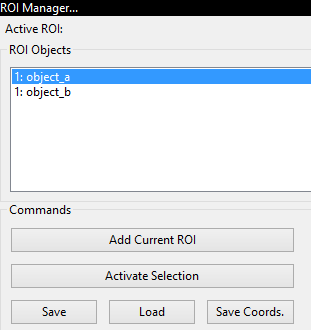 ROI Manager...
Active ROI:
ROI Objects
1: object_a
1: object_b
Commands
Add Current ROI
Activate Selection
Save Load Save Coords.